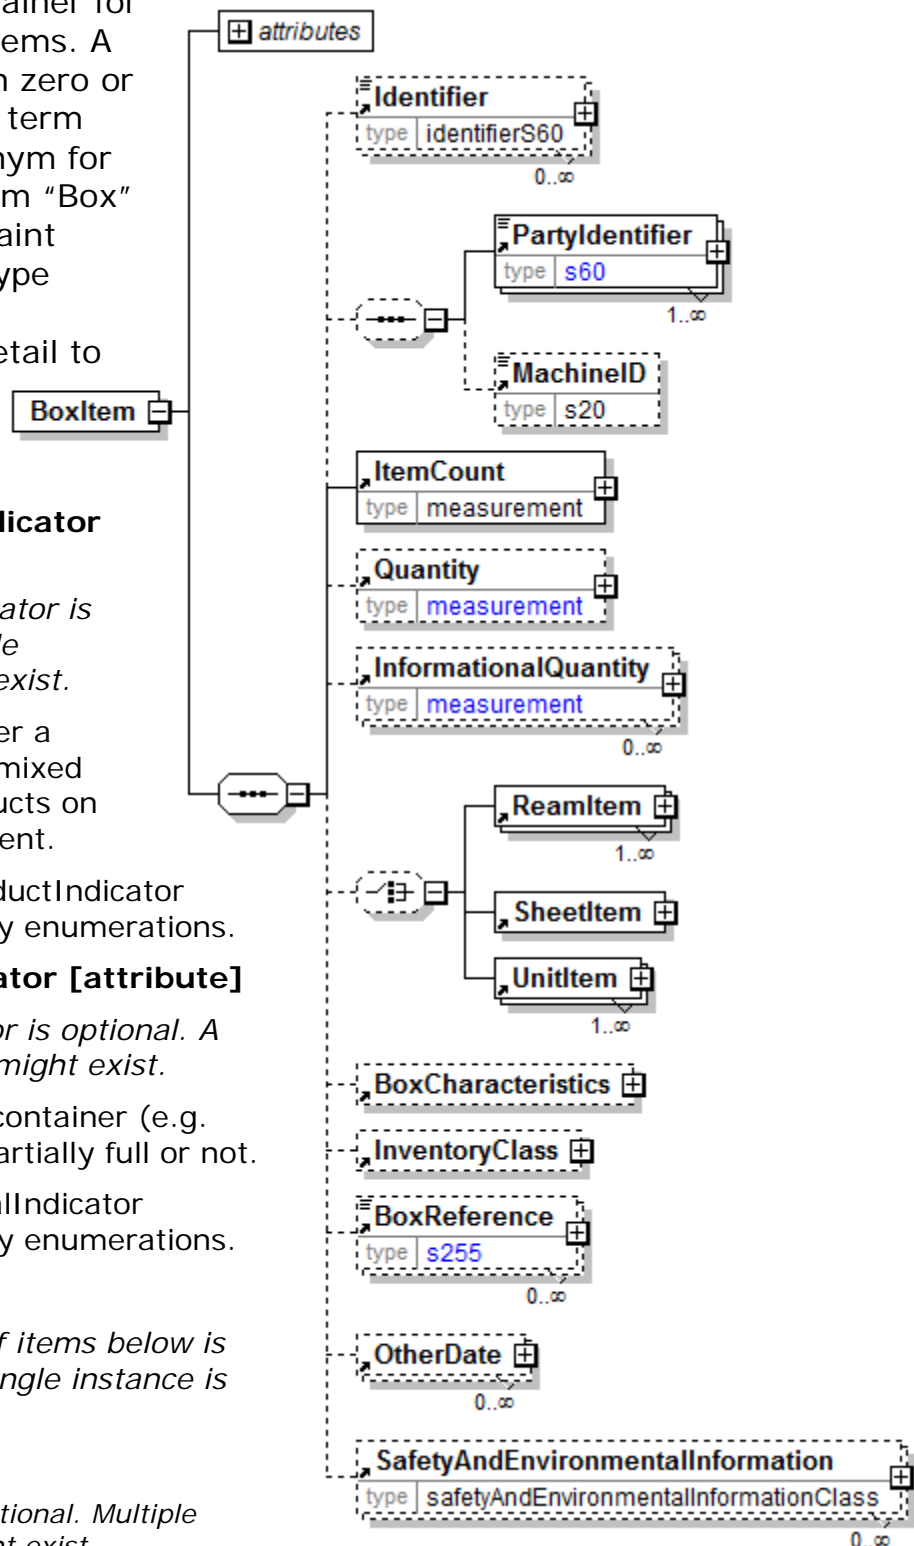 ainer for
ems. A
n zero or
term
nym for
m “Box”
aint
ype
etail to
licator
ator is
le
exist.
er a
mixed
ucts on
ent.
ductIndicator
y enumerations.
ator [attribute]
or is optional. A
might exist.
container (e.g.
artially full or not.
alIndicator
y enumerations.
f items below is
ngle instance is
tional. Multiple
nt exist
BoxItem
attributes
Identifier
type identifierS60
0..∞
PartyIdentifier
type s60
1..∞
MachineID
type s20
ItemCount
type measurement
Quantity
type measurement
InformationalQuantity
type measurement
0..∞
ReamItem
1..∞
SheetItem
UnitItem
1..∞
BoxCharacteristics
InventoryClass
BoxReference
type s255
0..∞
OtherDate
0..∞
SafetyAndEnvironmentalInformation
type safetyAndEnvironmentalInformationClass
0..∞